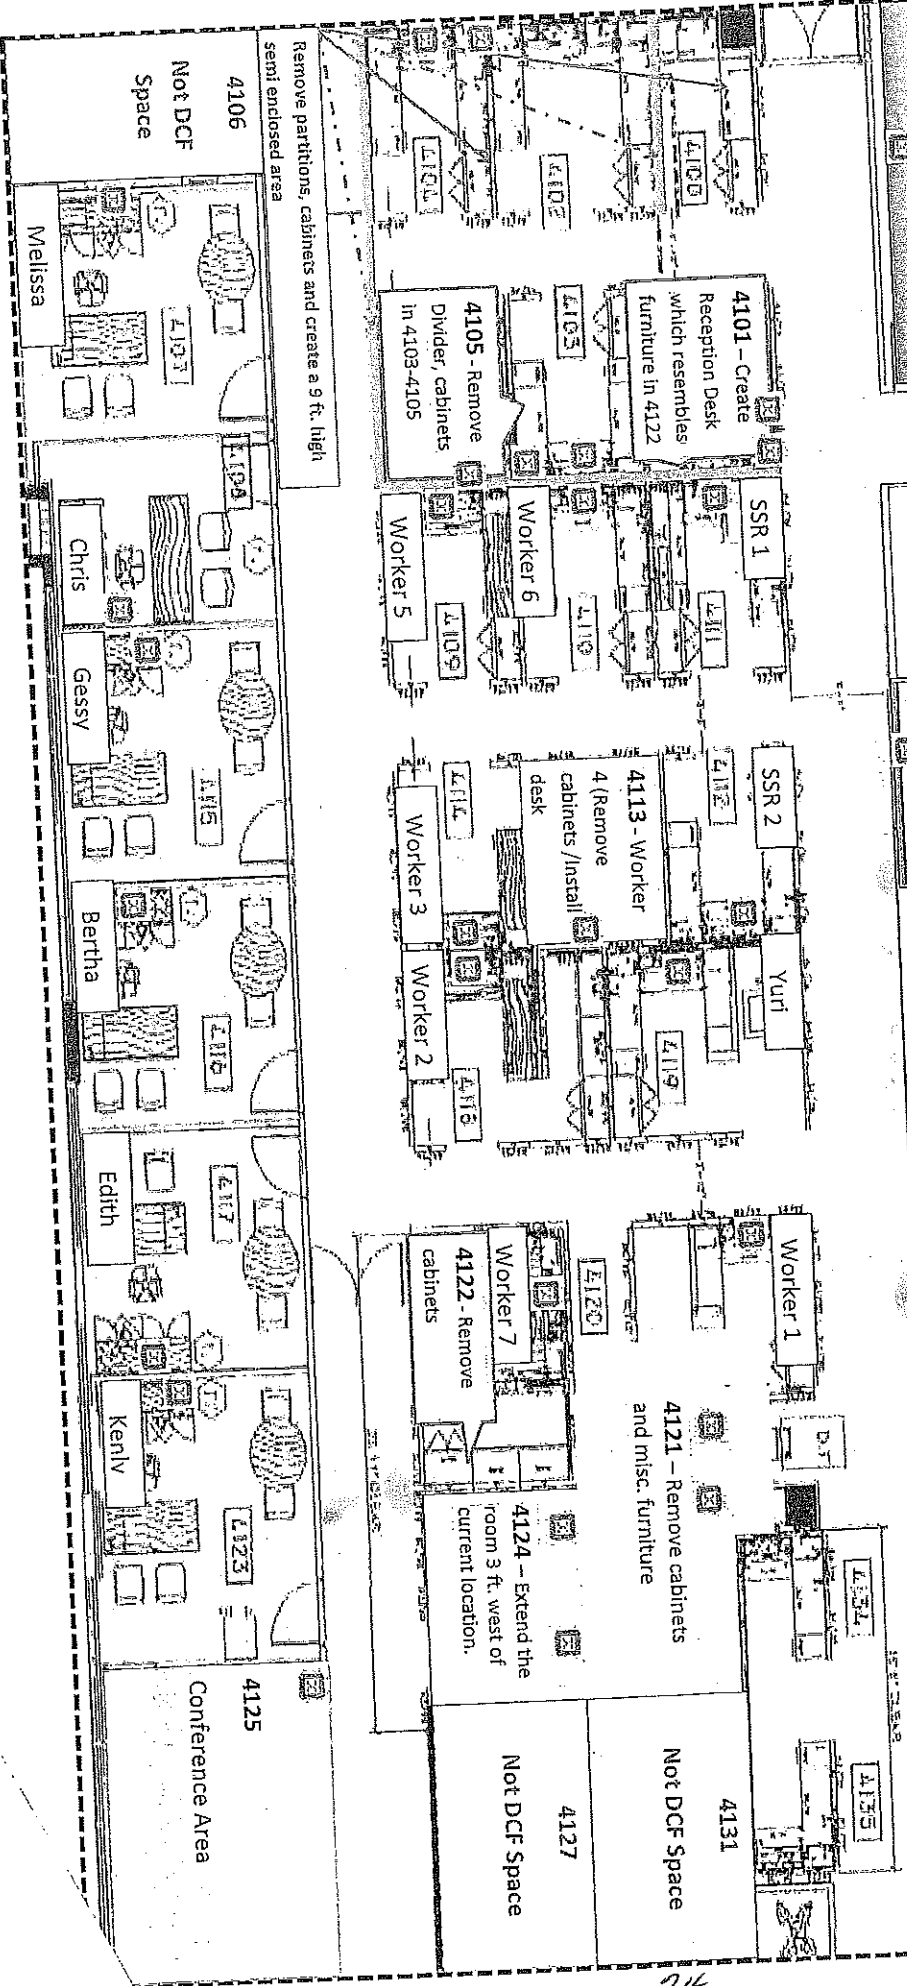 4106
Not DCF
Space
Remove partitions, cabinets and create a 9 ft. high
semi enclosed area
4104
4102
4100
4103
4101 – Create
Reception Desk
which resembles
furniture in 4122
4105 - Remove
Divider, cabinets
in 4103-4105
Melissa
4107
4108
Chris
Gessy
4115
Bertha
4116
Edith
4117
Kenlv
4123
4125
Conference Area
Worker 5
4109
Worker 6
4110
SSR 1
4111
SSR 2
4112
4113 - Worker
4 (Remove
cabinets /Install
desk
4114
Worker 3
Worker 2
4118
Yuri
4119
Worker 1
4120
Worker 7
4122 - Remove
cabinets
4121 – Remove cabinets
and misc. furniture
4124 – Extend the
room 3 ft. west of
current location.
4134
4135
4131
Not DCF Space
4127
Not DCF Space